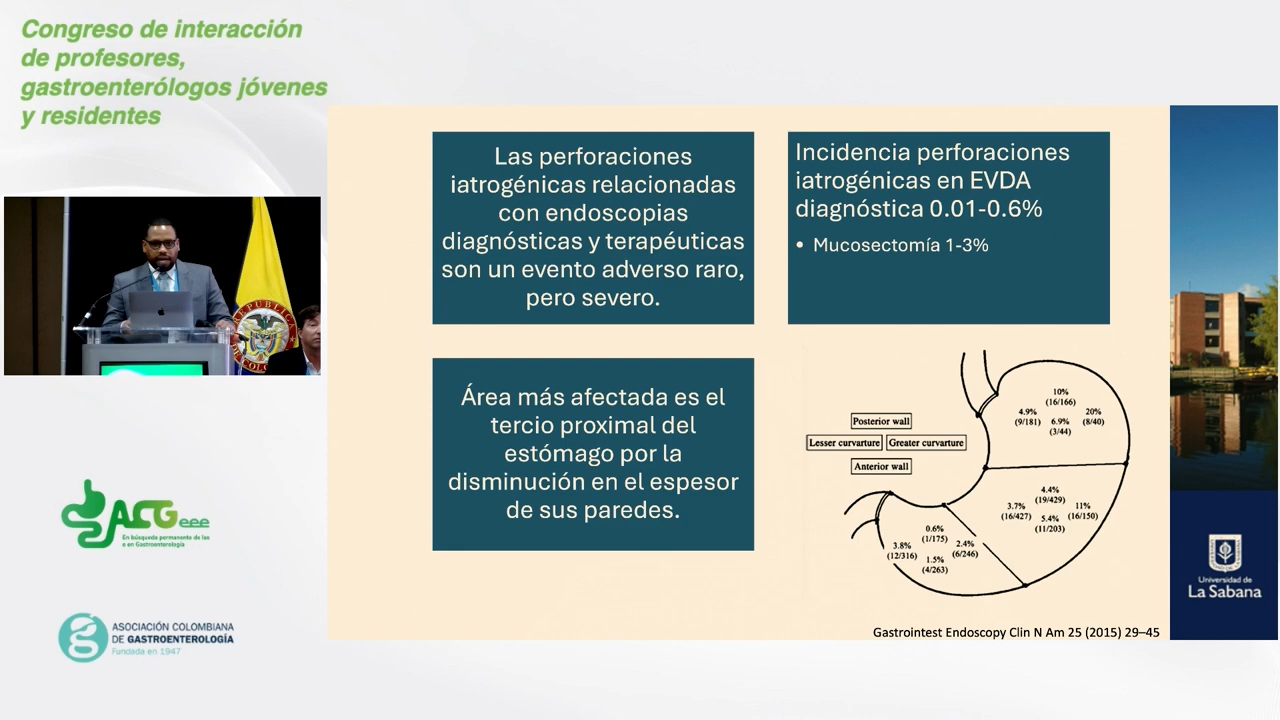 Congreso de interacción
de profesores,
gastroenterólogos jóvenes
y residentes
Las perforaciones
iatrogénicas relacionadas
con endoscopias
diagnósticas y terapéuticas
son un evento adverso raro,
pero severo.
Incidencia perforaciones
iatrogénicas en EVDA
diagnóstica 0.01-0.6%
• Mucosectomía 1-3%
Área más afectada es el
tercio proximal del
estómago por la
disminución en el espesor
de sus paredes.
Posterior wall
Lesser curvarture Greater curvarture
Anterior wall
10%
(16/166)
4.9%
(9/181)
20%
(8/40)
6.9%
(3/44)
4.4%
(19/429)
3.7%
(16/427)
11%
(16/150)
5.4%
(11/203)
0.6%
(1/175)
3.8%
(12/316)
2.4%
(6/246)
1.5%
(4/263)
Gastrointest Endoscopy Clin N Am 25 (2015) 29–45
ACG eee
En búsqueda permanente de las
e en Gastroenterología
ASOCIACIÓN COLOMBIANA
DE GASTROENTEROLOGÍA
Fundada en 1947
Universidad de
La Sabana